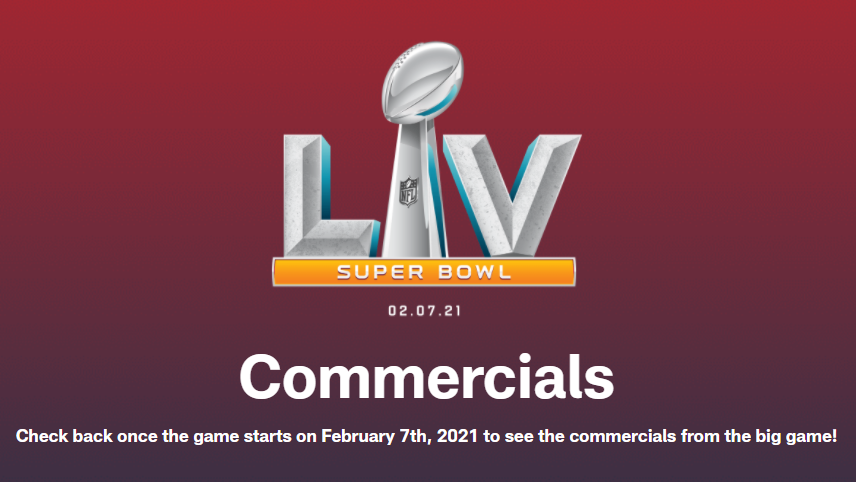 LIV
NFL
SUPER BOWL
02.07.21
Commercials
Check back once the game starts on February 7th, 2021 to see the commercials from the big game!